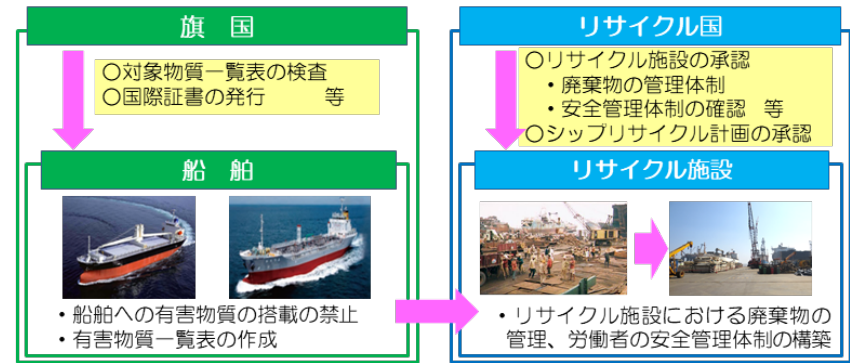 旗 国
〇対象物質一覧表の検査
〇国際証書の発行 等
船 舶
・船舶への有害物質の搭載の禁止
・有害物質一覧表の作成
リサイクル国
〇リサイクル施設の承認
・廃棄物の管理体制
・安全管理体制の確認 等
〇シップリサイクル計画の承認
リサイクル施設
・リサイクル施設における廃棄物の
管理、労働者の安全管理体制の構築